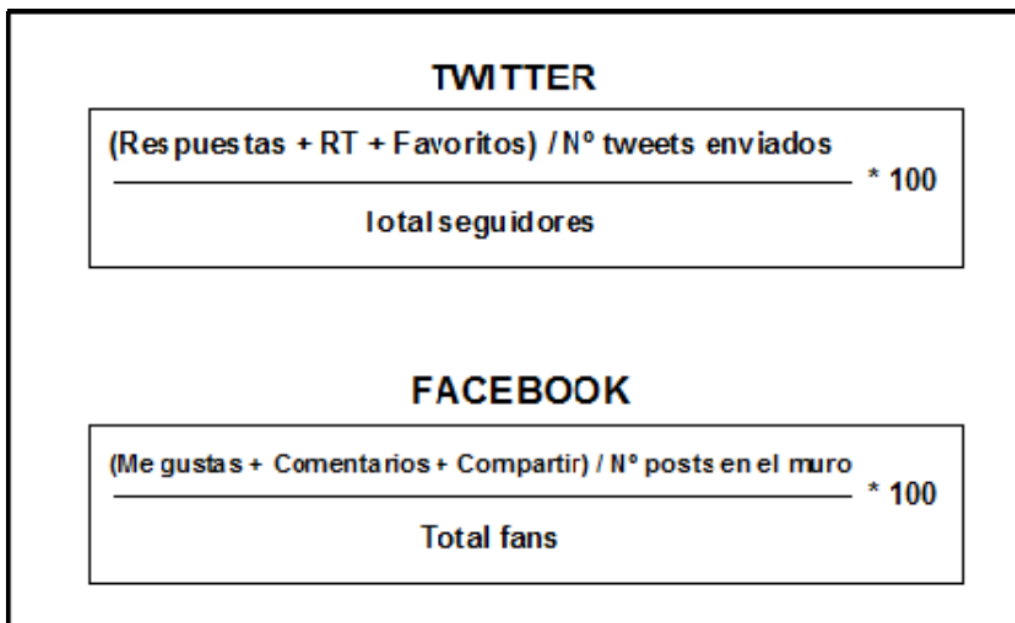 TWITTER
(Respuestas + RT + Favoritos) / Nº tweets enviados
* 100
Total seguidores
FACEBOOK
(Me gustas + Comentarios + Compartir) / Nº posts en el muro
* 100
Total fans